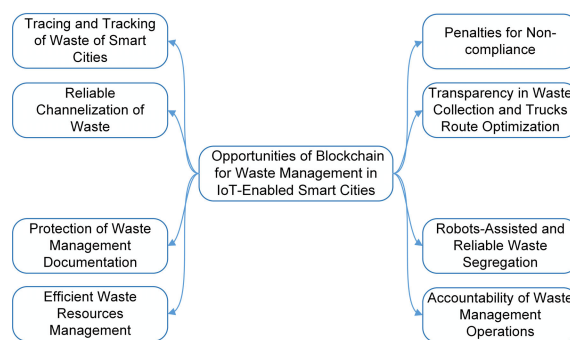 Tracing and Tracking
of Waste of Smart
Cities
Reliable
Channelization of
Waste
Protection of Waste
Management
Documentation
Efficient Waste
Resources
Management
Opportunities of Blockchain
for Waste Management in
IoT-Enabled Smart Cities
Penalties for Non-
compliance
Transparency in Waste
Collection and Trucks
Route Optimization
Robots-Assisted and
Reliable Waste
Segregation
Accountability of Waste
Management
Operations